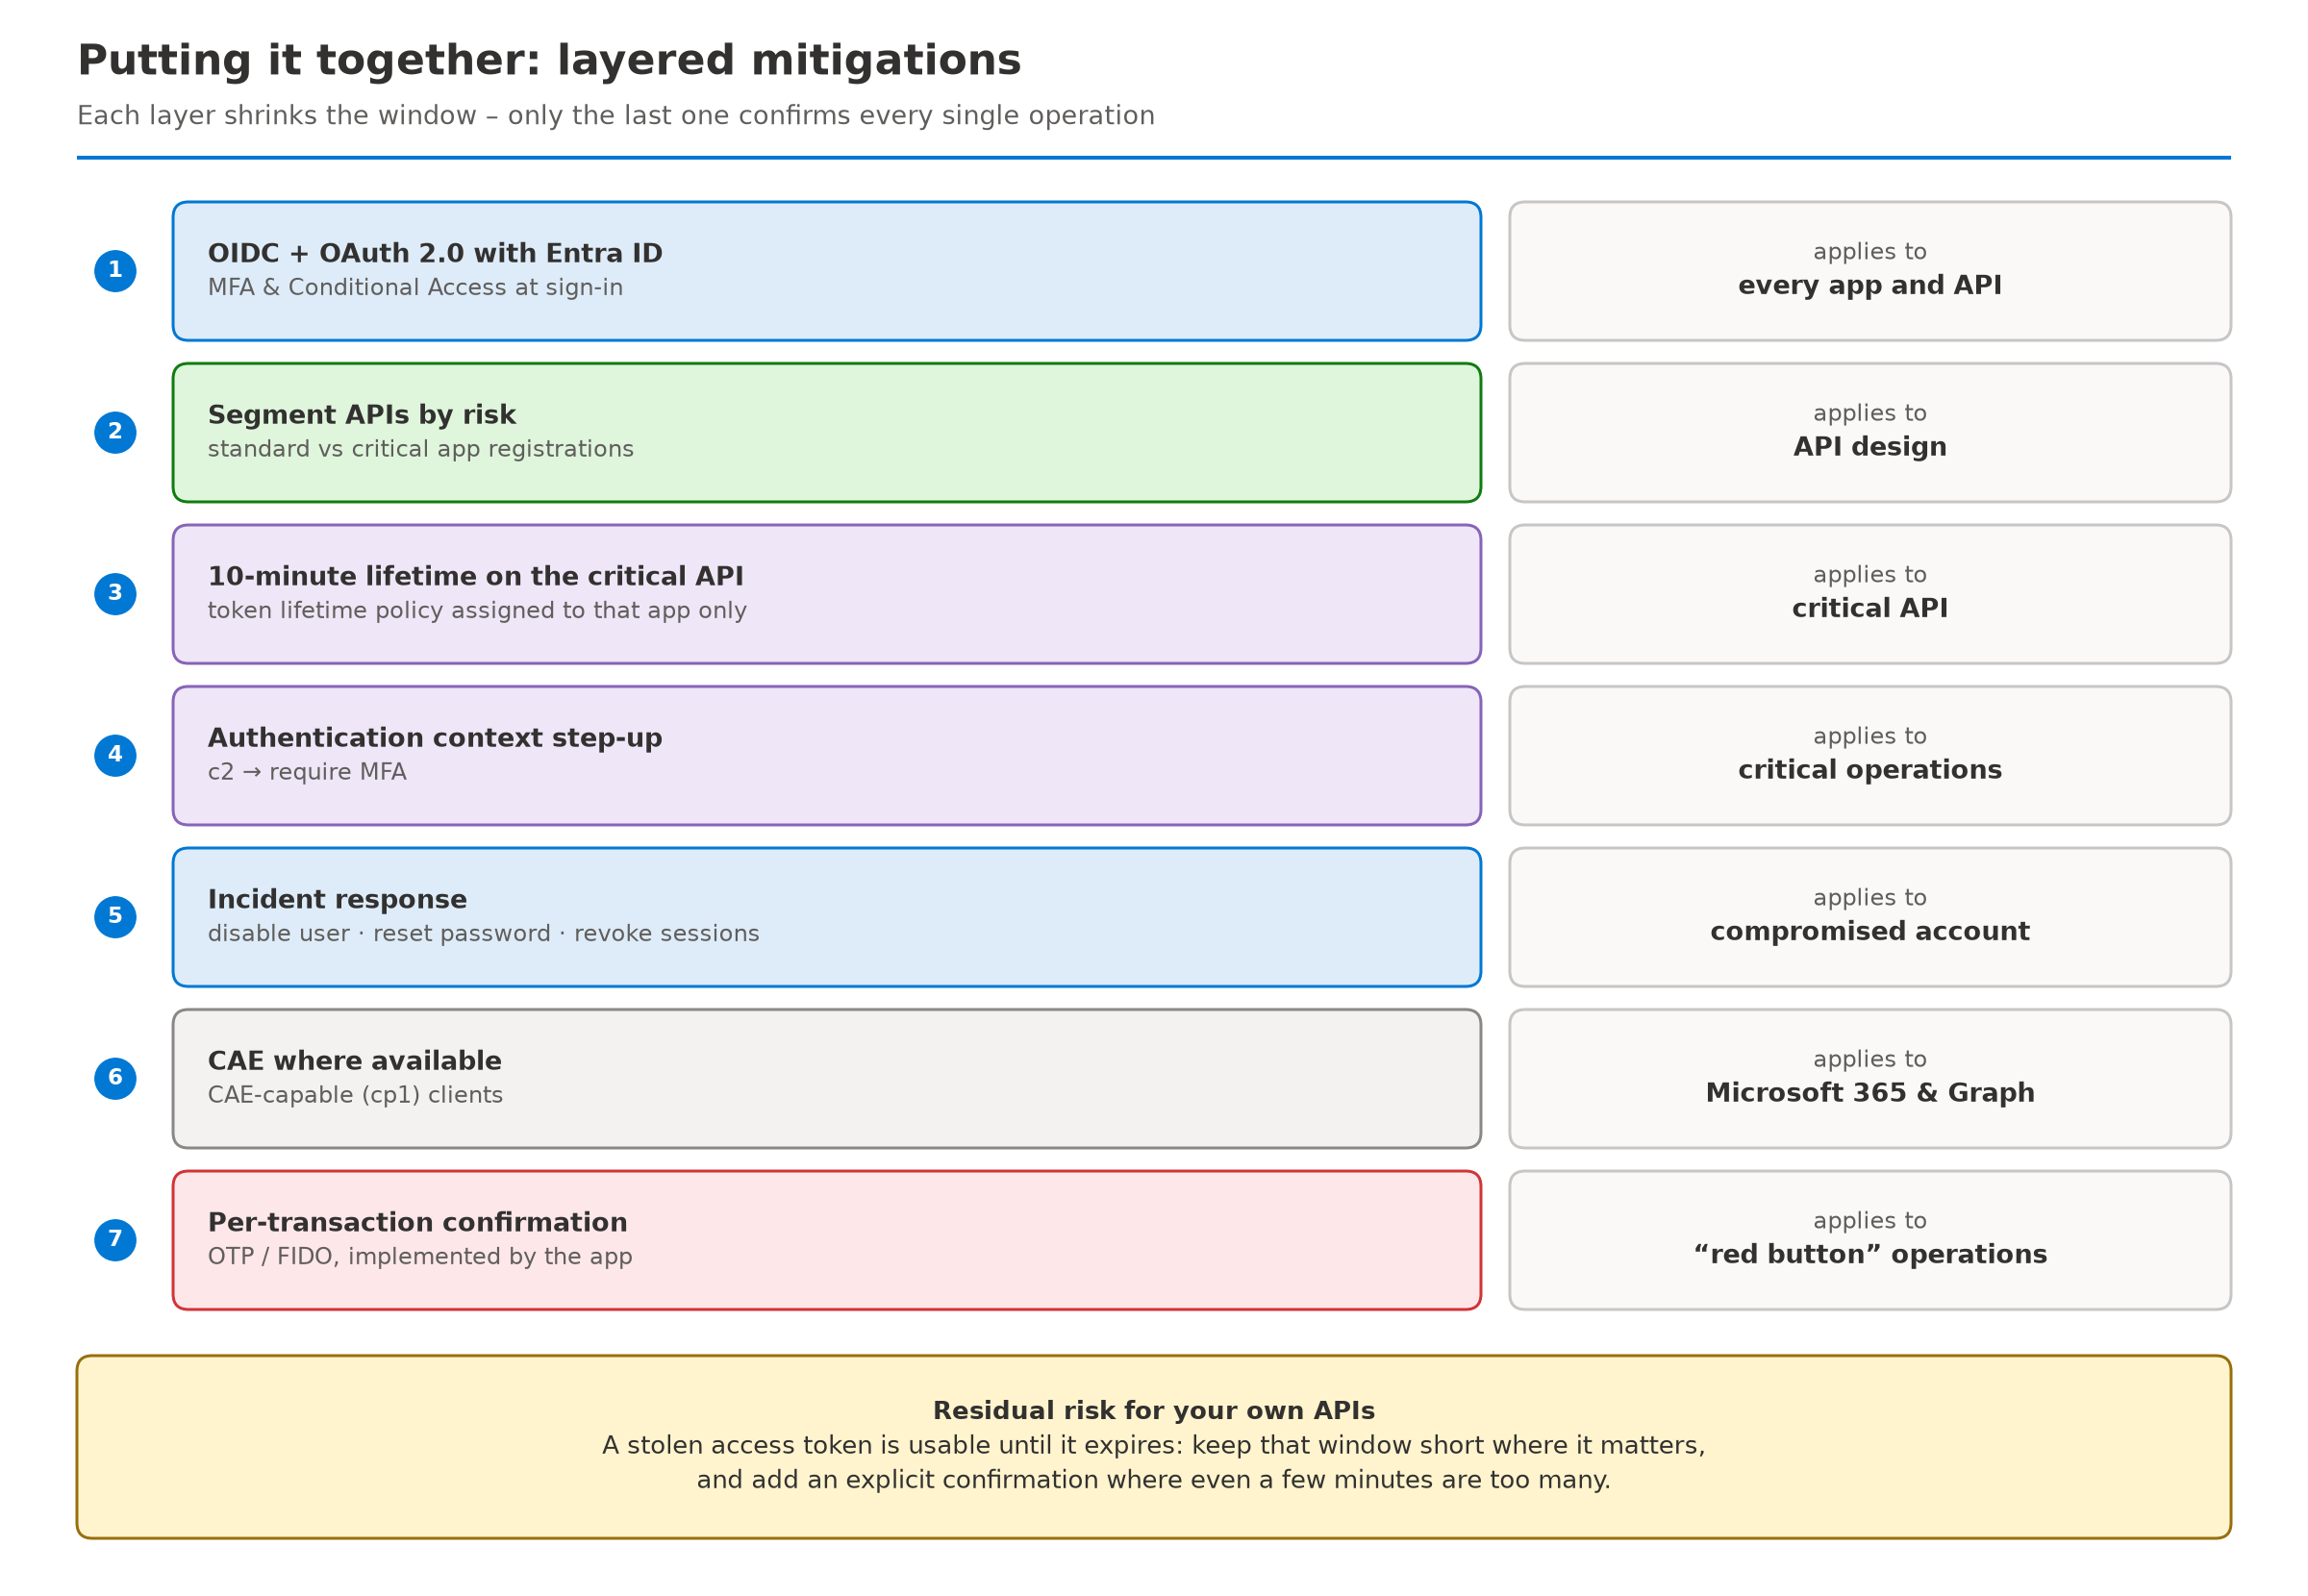 Putting it together: layered mitigations
Each layer shrinks the window – only the last one confirms every single operation
1
OIDC + OAuth 2.0 with Entra ID
MFA & Conditional Access at sign-in
applies to
every app and API
2
Segment APIs by risk
standard vs critical app registrations
applies to
API design
3
10-minute lifetime on the critical API
token lifetime policy assigned to that app only
applies to
critical API
4
Authentication context step-up
c2 → require MFA
applies to
critical operations
5
Incident response
disable user · reset password · revoke sessions
applies to
compromised account
6
CAE where available
CAE-capable (cp1) clients
applies to
Microsoft 365 & Graph
7
Per-transaction confirmation
OTP / FIDO, implemented by the app
applies to
“red button” operations
Residual risk for your own APIs
A stolen access token is usable until it expires: keep that window short where it matters,
and add an explicit confirmation where even a few minutes are too many.